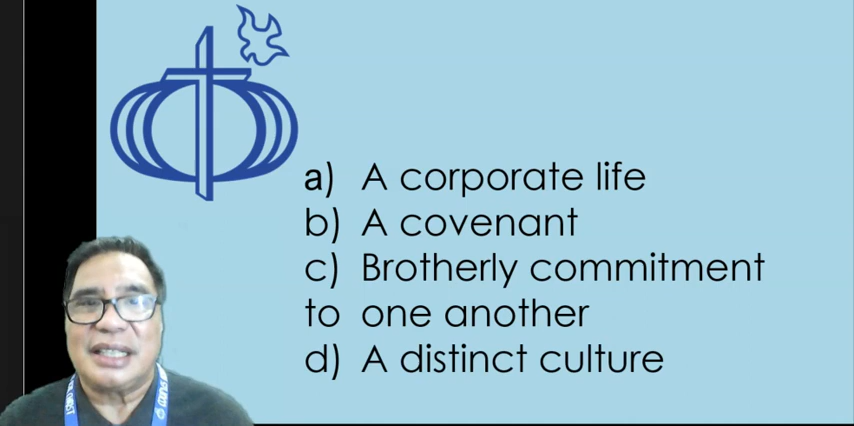 a) A corporate life
b) A covenant
c) Brotherly commitment
to one another
d) A distinct culture